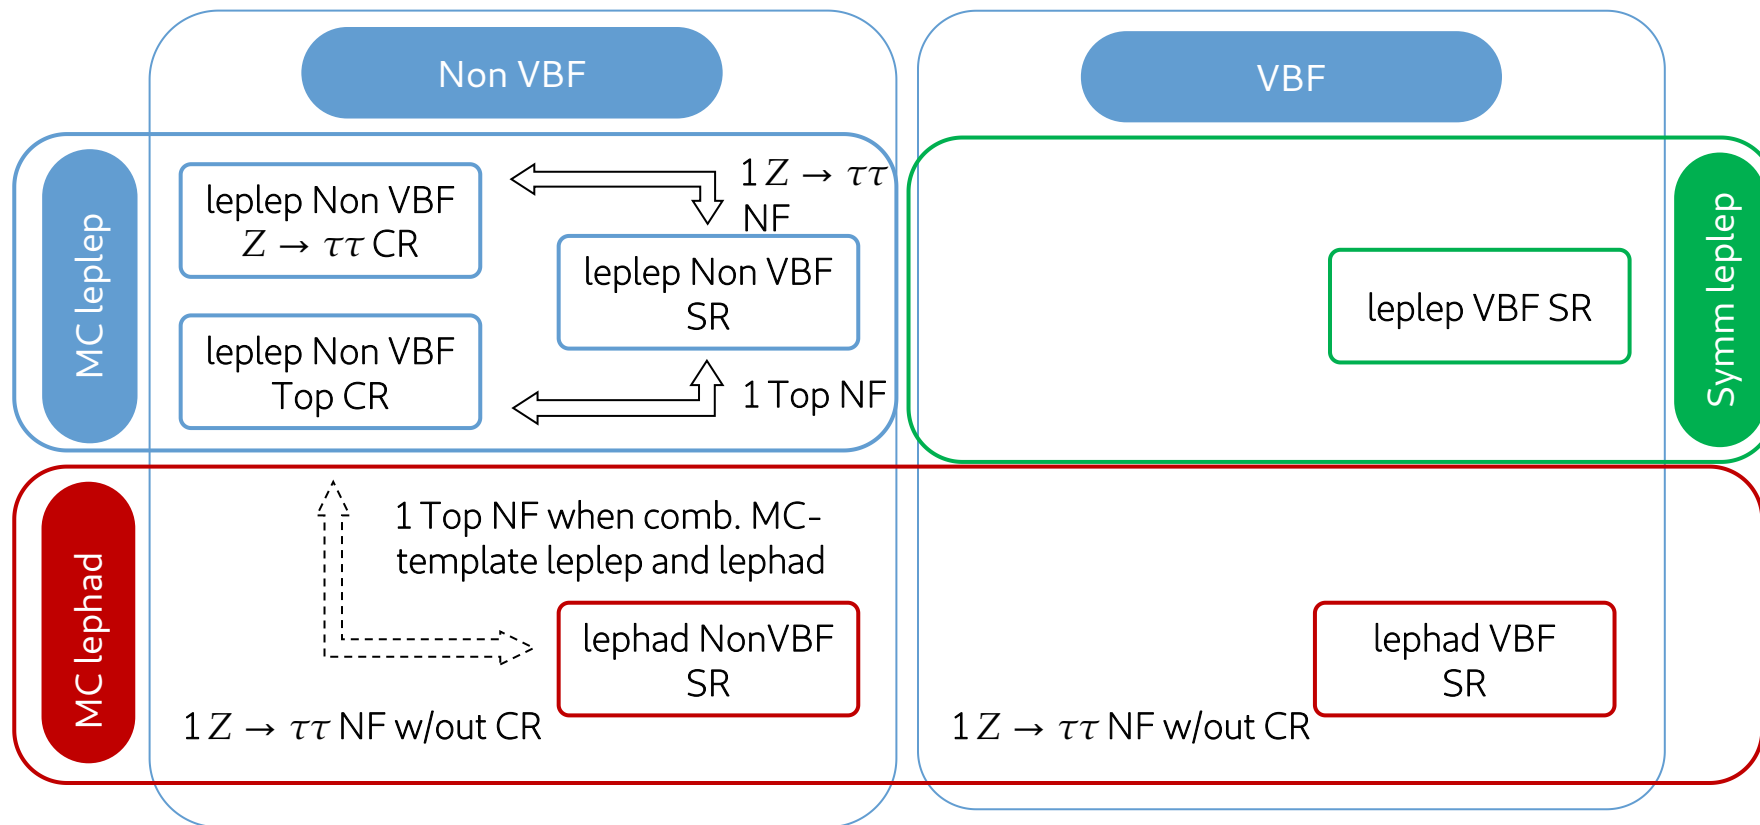 Non VBF
VBF
MC leplep
leplep Non VBF
Z → ττ CR
1 Z → ττ
NF
leplep Non VBF
SR
leplep Non VBF
Top CR
1 Top NF
leplep VBF SR
Symm leplep
MC lephad
1 Top NF when comb. MC-
template leplep and lephad
lephad NonVBF
SR
1 Z → ττ NF w/out CR
lephad VBF
SR
1 Z → ττ NF w/out CR